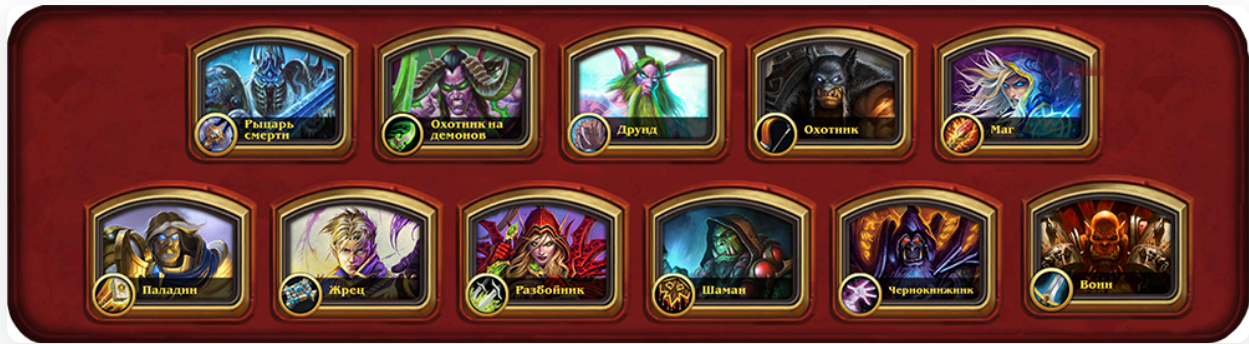 Рыцарь
смерти
Охотник на
демонов
Друид
Охотник
Маг
Паладин
Жрец
Разбойник
Шаман
Чернокнижник
Воин